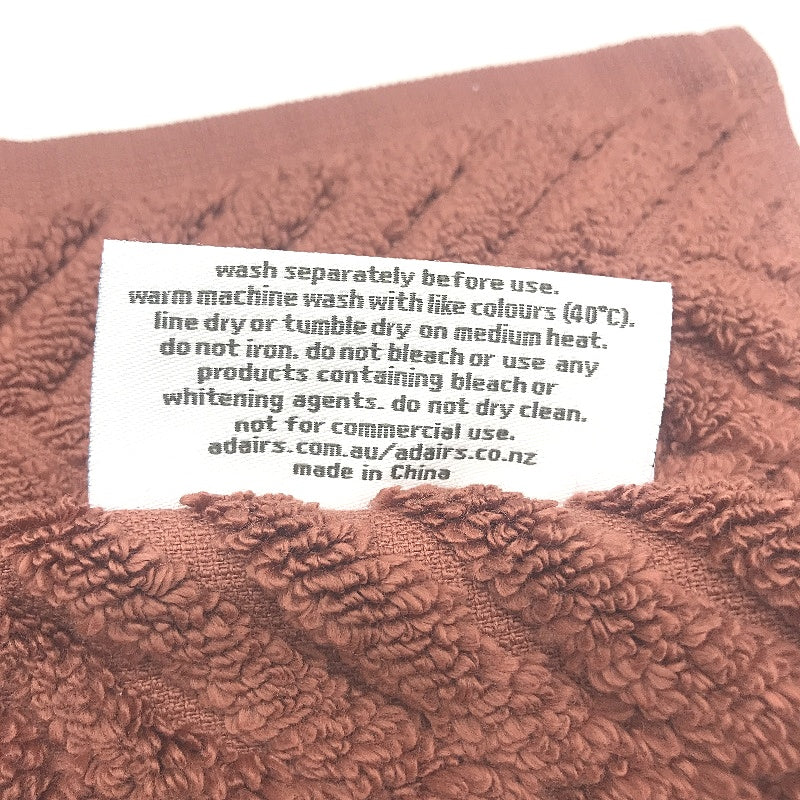 wash separately before use.
warm machine wash with like colours (40°C).
line dry or tumble dry on medium heat.
do not iron. do not bleach or use any
products containing bleach or
whitening agents. do not dry clean.
not for commercial use.
adairs.com.au/adairs.co.nz
made in China